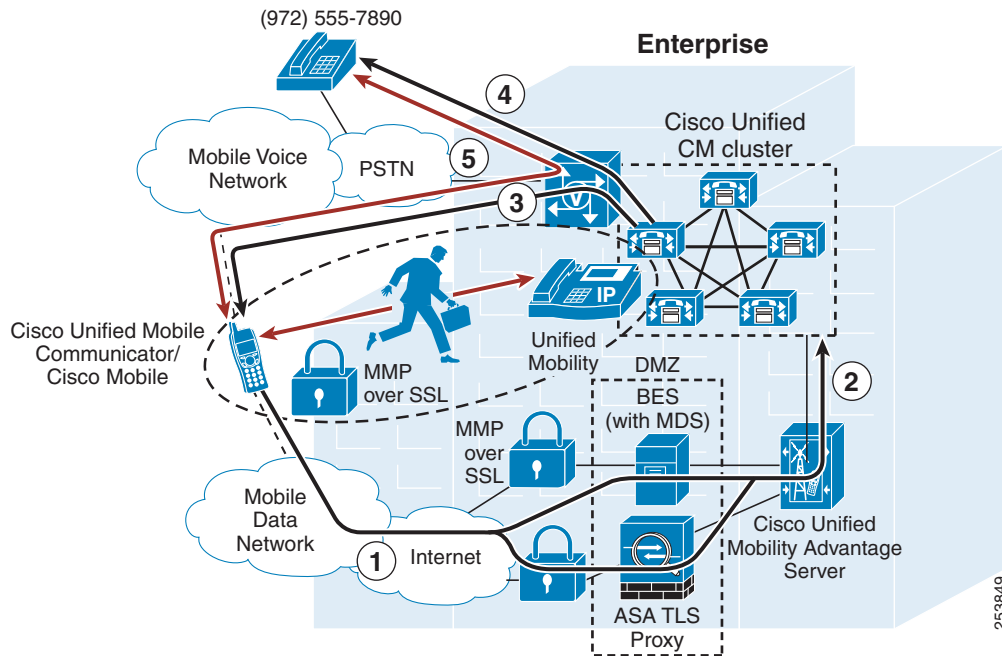 (972) 555-7890
Enterprise
4
Cisco Unified
CM cluster
Mobile Voice
Network
PSTN
5
V
3
IP
Cisco Unified Mobile
Communicator/
Cisco Mobile
Unified
Mobility
MMP
over SSL
DMZ
2
BES
(with MDS)
MMP
over
SSL
Mobile
Data
Network
1
Internet
Cisco Unified
Mobility Advantage
Server
ASA TLS
Proxy
253849